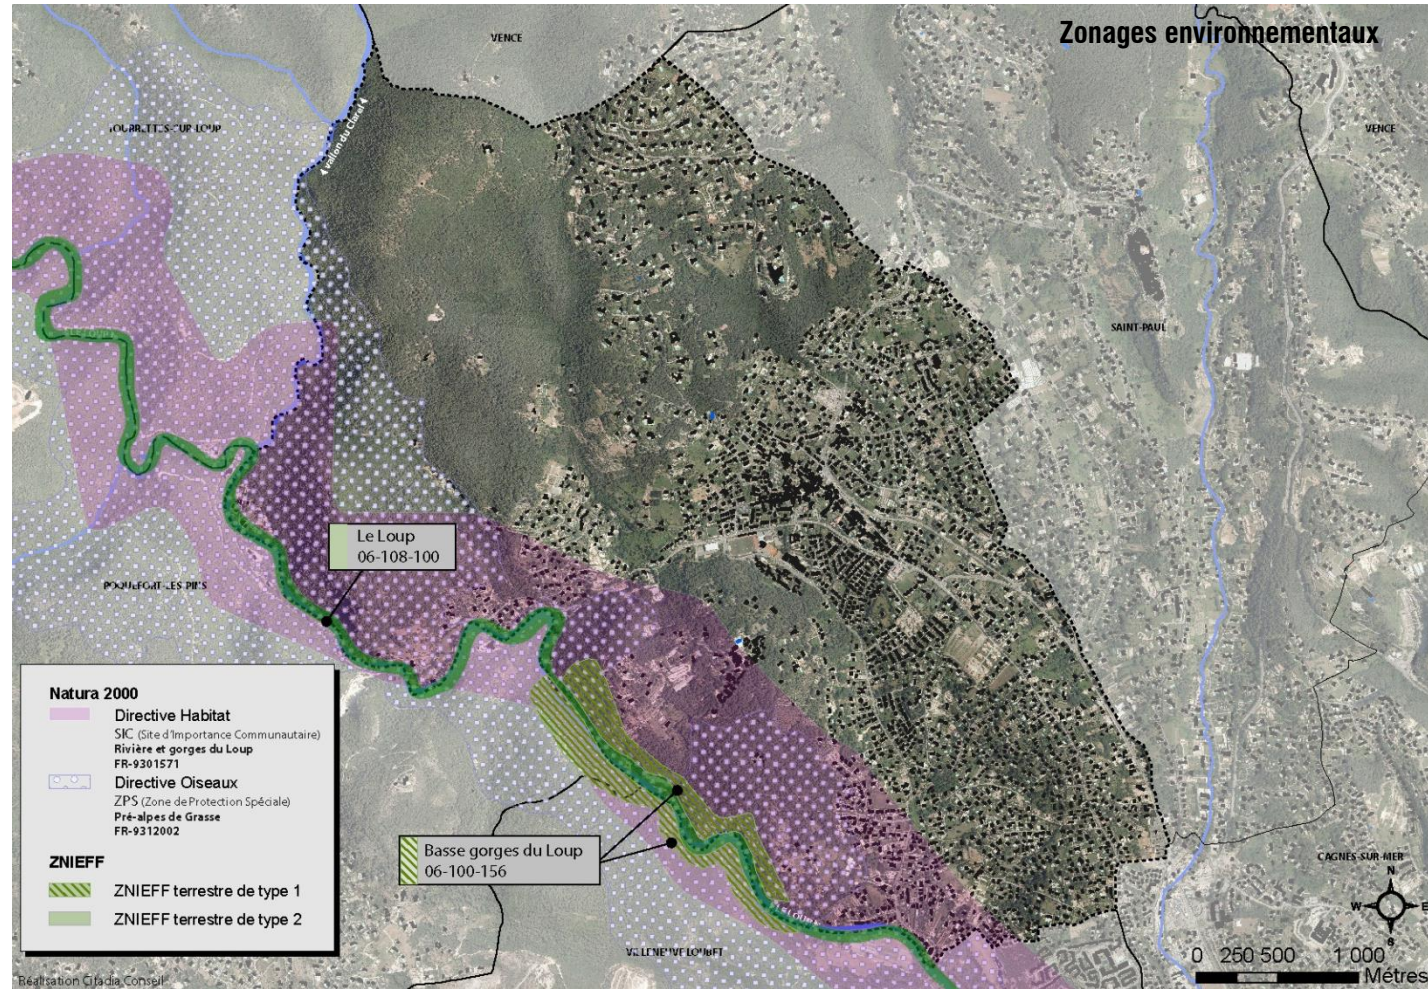 Zonages environnementaux
VENCE
VENCE
TOURRETTES-SUR-LOUP
vallon du Claret
SAINT-PAUL
Le Loup
06-108-100
ROQUEFORT-LES-PINS
Natura 2000
Directive Habitat
SIC (Site d'Importance Communautaire)
Rivière et gorges du Loup
FR-9301571
Directive Oiseaux
ZPS (Zone de Protection Spéciale)
Pré-alpes de Grasse
FR-9312002
ZNIEFF
ZNIEFF terrestre de type 1
ZNIEFF terrestre de type 2
Basse gorges du Loup
06-100-156
CAGNES-SUR-MER
N
W E
S
VILLENEUVE LOUBET
0 250 500 1 000
Métres
Réalisation Citadia Conseil